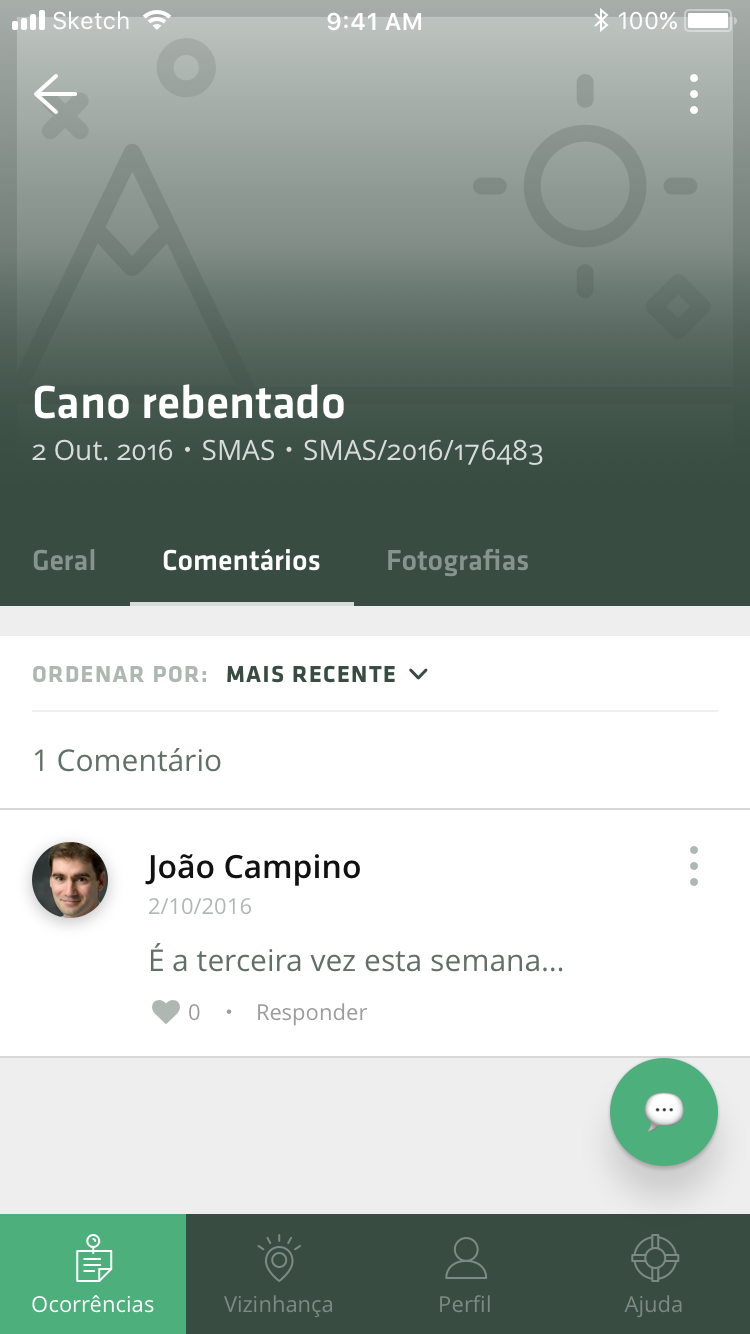 Sketch 9:41 AM 100%
Cano rebentado
2 Out. 2016 • SMAS • SMAS/2016/176483
Geral Comentários Fotografias
ORDENAR POR: MAIS RECENTE
1 Comentário
João Campino
2/10/2016
É a terceira vez esta semana...
0 • Responder
Ocorrências Vizinhança Perfil Ajuda